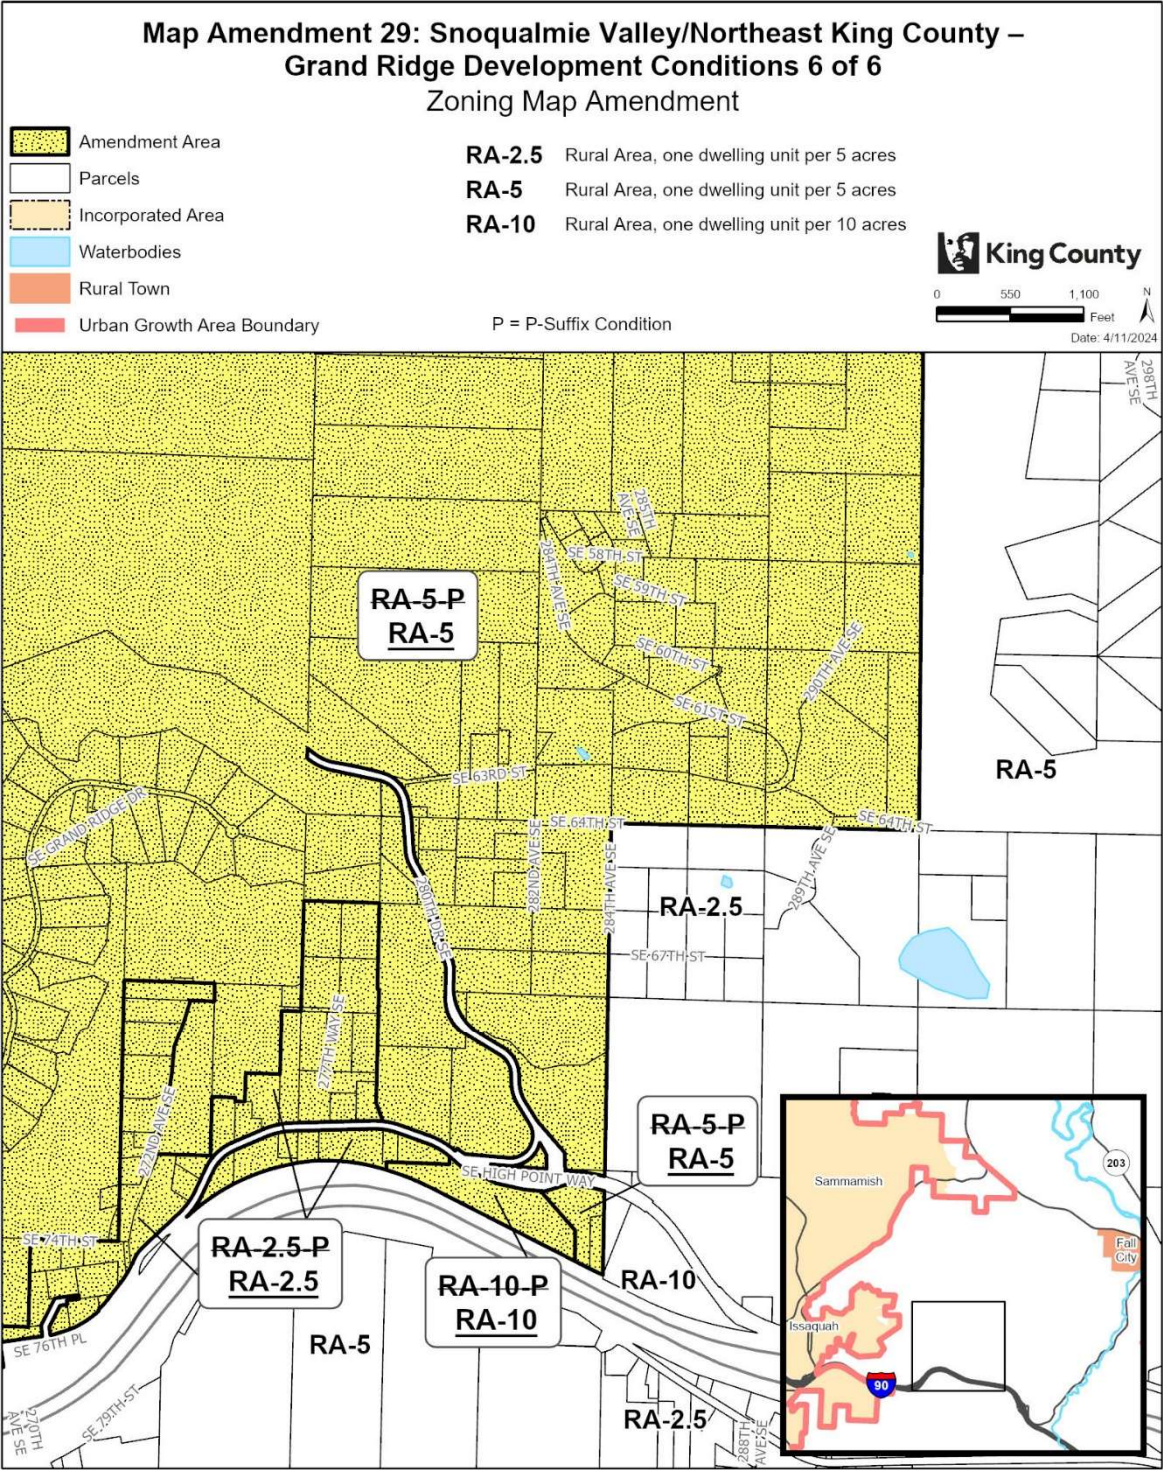 Map Amendment 29: Snoqualmie Valley/Northeast King County –
Grand Ridge Development Conditions 6 of 6
Zoning Map Amendment
Amendment Area
Parcels
Incorporated Area
Waterbodies
Rural Town
Urban Growth Area Boundary
RA-2.5 Rural Area, one dwelling unit per 5 acres
RA-5 Rural Area, one dwelling unit per 5 acres
RA-10 Rural Area, one dwelling unit per 10 acres
P = P-Suffix Condition
King County
0 550 1,100
Feet
N
Date: 4/11/2024
298TH
AVE SE
285TH
AVE SE
284TH AVE SE
SE 58TH ST
SE 59TH ST
RA-5-P
RA-5
SE 60TH ST
290TH AVE SE
SE 61ST ST
RA-5
SE 63RD ST
SE GRAND RIDGE DR
SE 64TH ST
SE 64TH ST
282ND AVE SE
284TH AVE SE
289TH AVE SE
280TH DR SE
RA-2.5
SE 67TH ST
277TH WAY SE
272ND AVE SE
RA-5-P
RA-5
SE HIGH POINT WAY
SE 74TH ST
RA-2.5-P
RA-2.5
RA-10-P
RA-10
RA-10
SE 76TH PL
RA-5
SE 79TH ST
270TH
AVE SE
RA-2.5
288TH
AVE SE
Sammamish
203
Fall
City
Issaquah
90